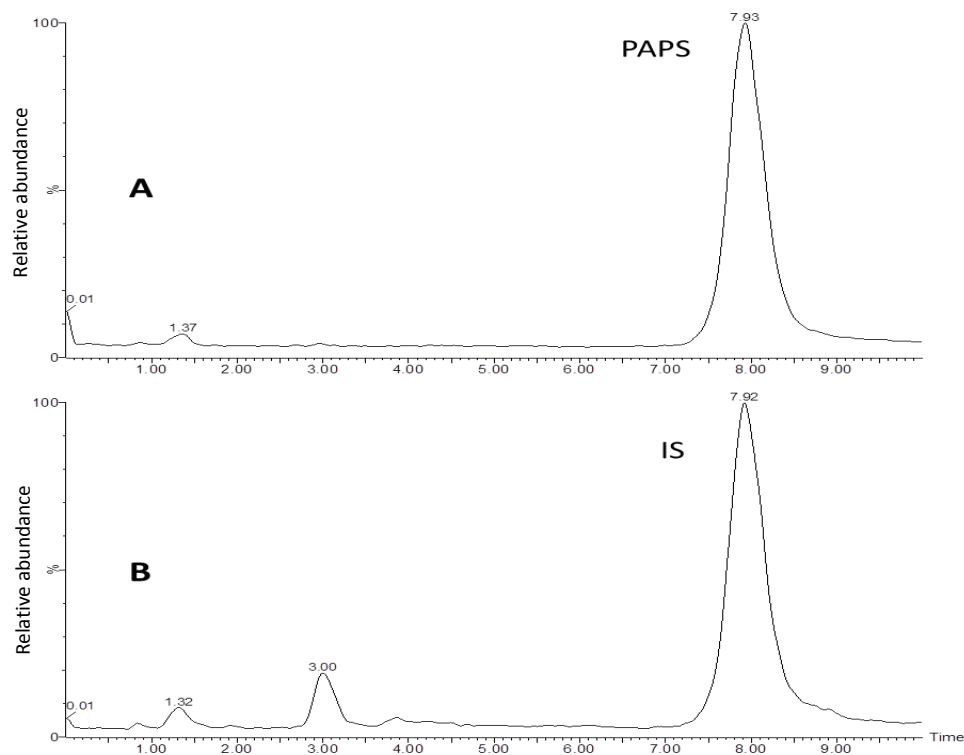 100
7.93
PAPS
Relative abundance
%
A
0.01
1.37
0
1.00 2.00 3.00 4.00 5.00 6.00 7.00 8.00 9.00
100
7.92
IS
Relative abundance
%
B
3.00
0.01
1.32
0
1.00 2.00 3.00 4.00 5.00 6.00 7.00 8.00 9.00 Time